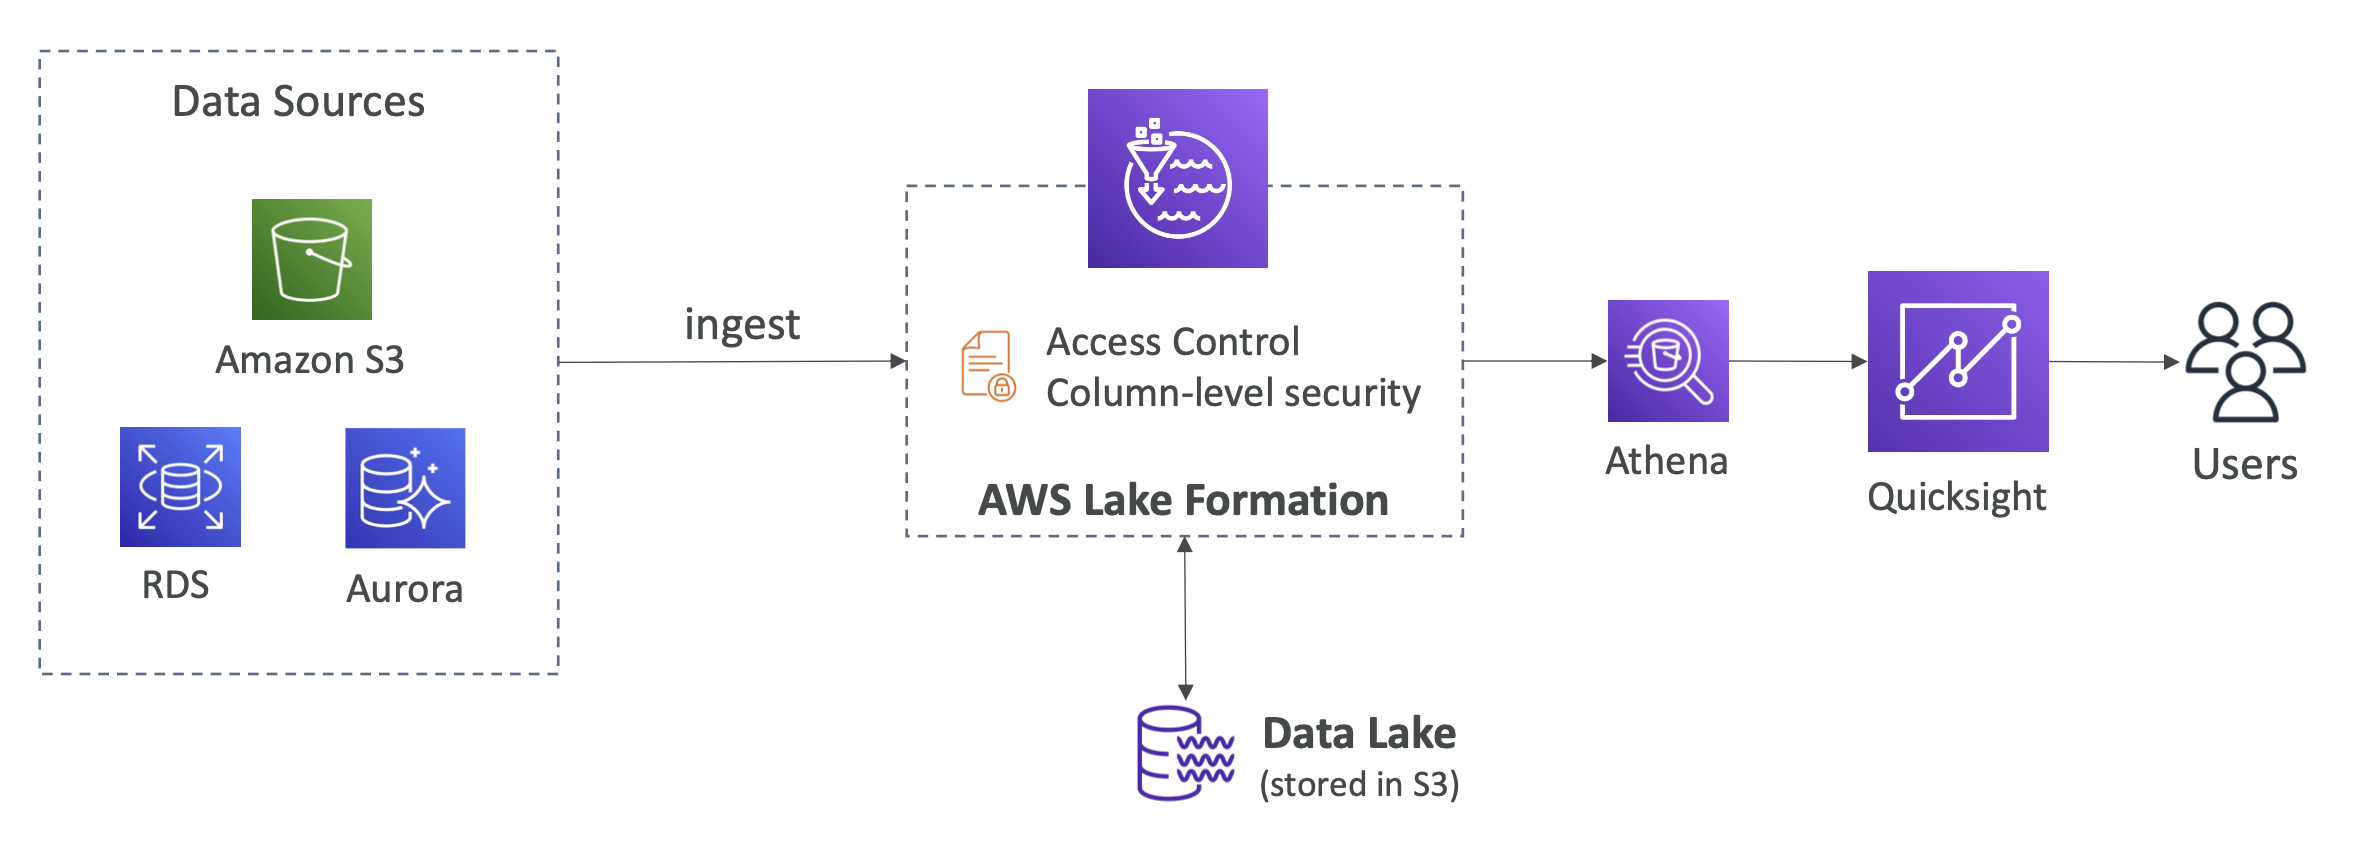 Data Sources
Amazon S3
RDS
Aurora
ingest
Access Control
Column-level security
AWS Lake Formation
Data Lake
(stored in S3)
Athena
Quicksight
Users